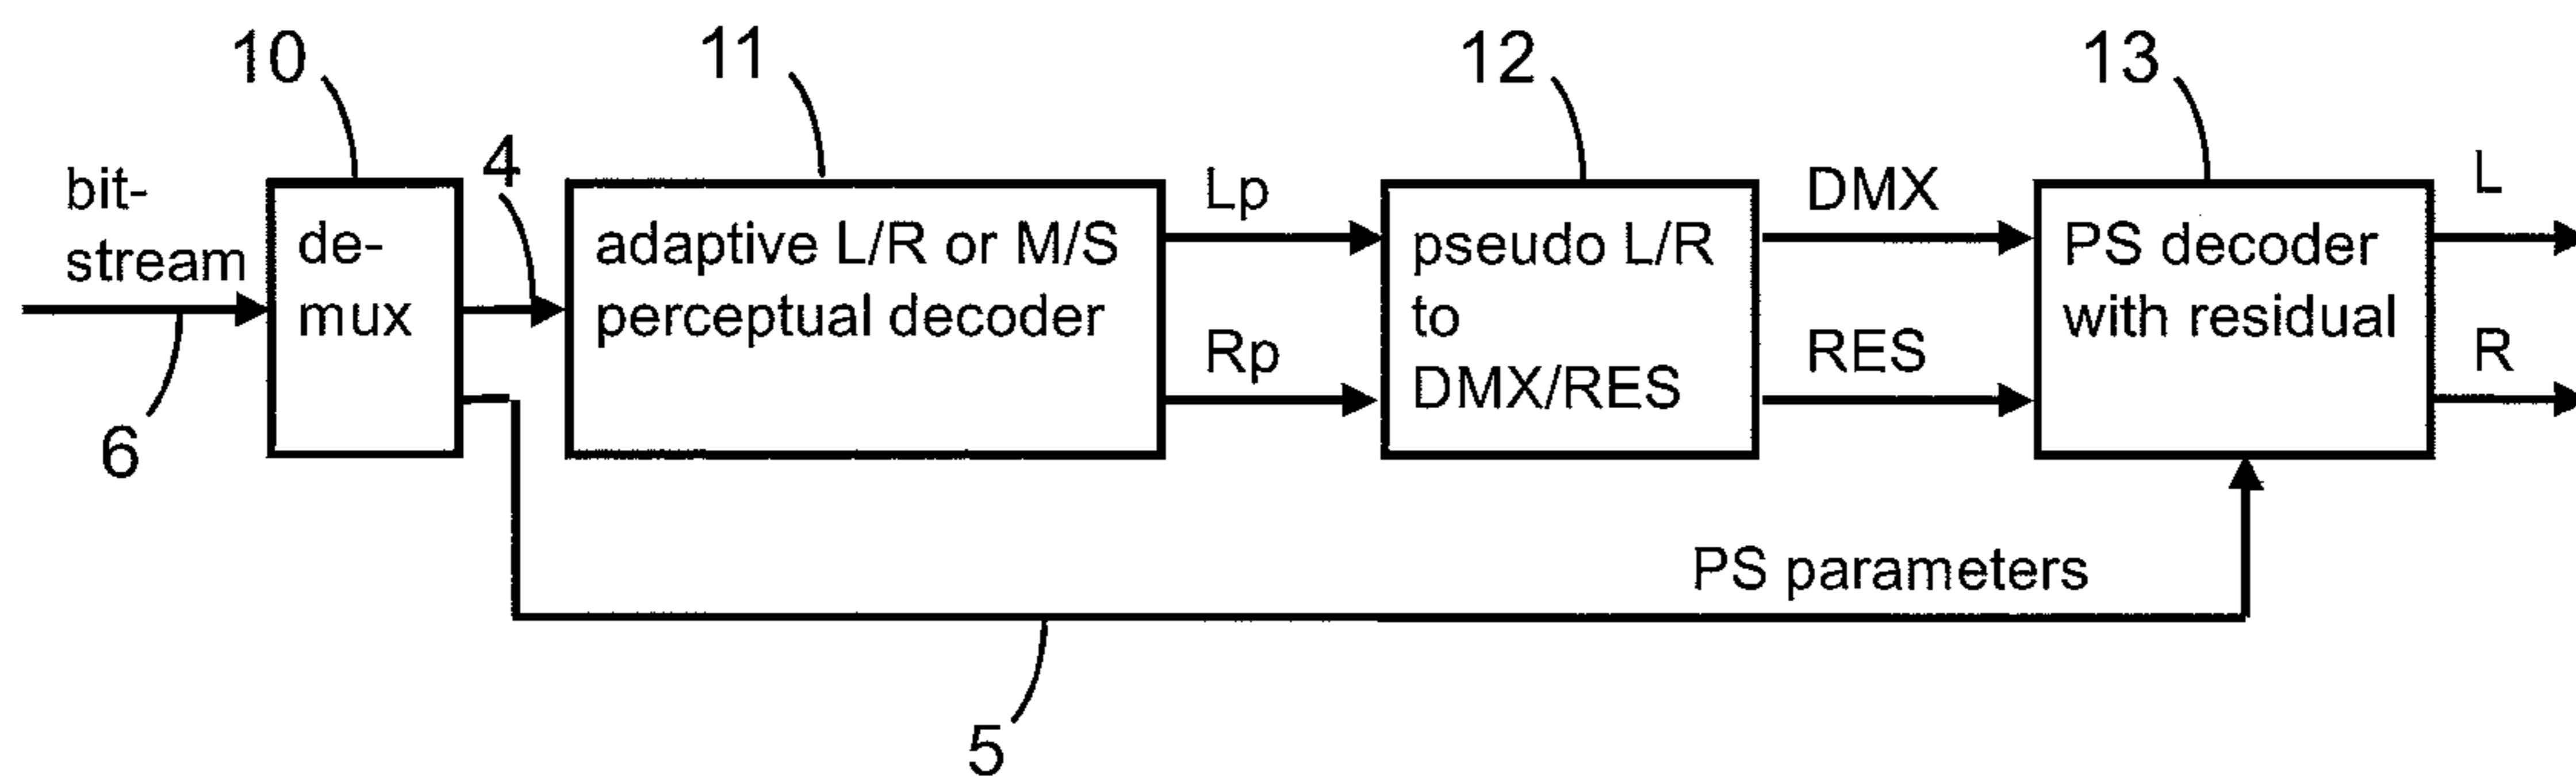 10
11
12
13
bit-
stream
6
de-
mux
4
adaptive L/R or M/S
perceptual decoder
Lp
Rp
pseudo L/R
to
DMX/RES
DMX
RES
PS decoder
with residual
L
R
PS parameters
5